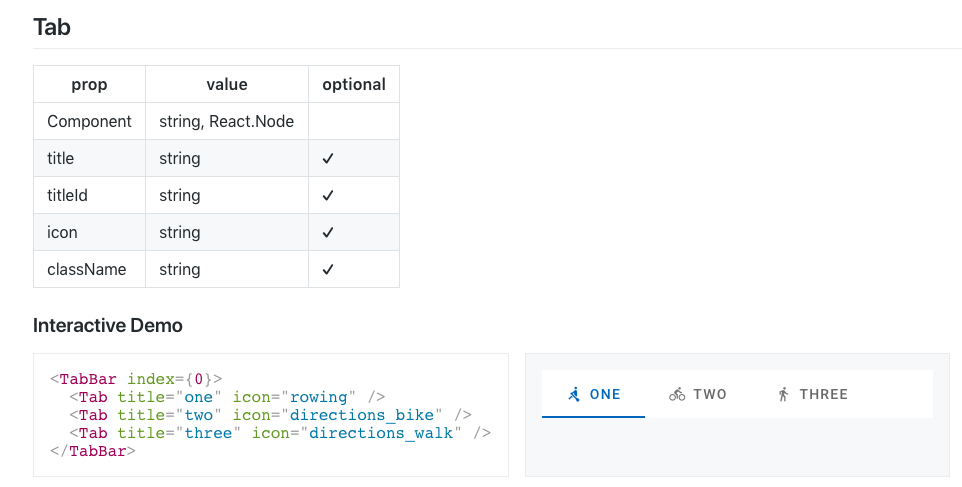 Tab
prop value optional
Component string, React.Node
title string ✓
titleId string ✓
icon string ✓
className string ✓
Interactive Demo
<TabBar index={0}>
<Tab title="one" icon="rowing" />
<Tab title="two" icon="directions_bike" />
<Tab title="three" icon="directions_walk" />
</TabBar>
ONE TWO THREE